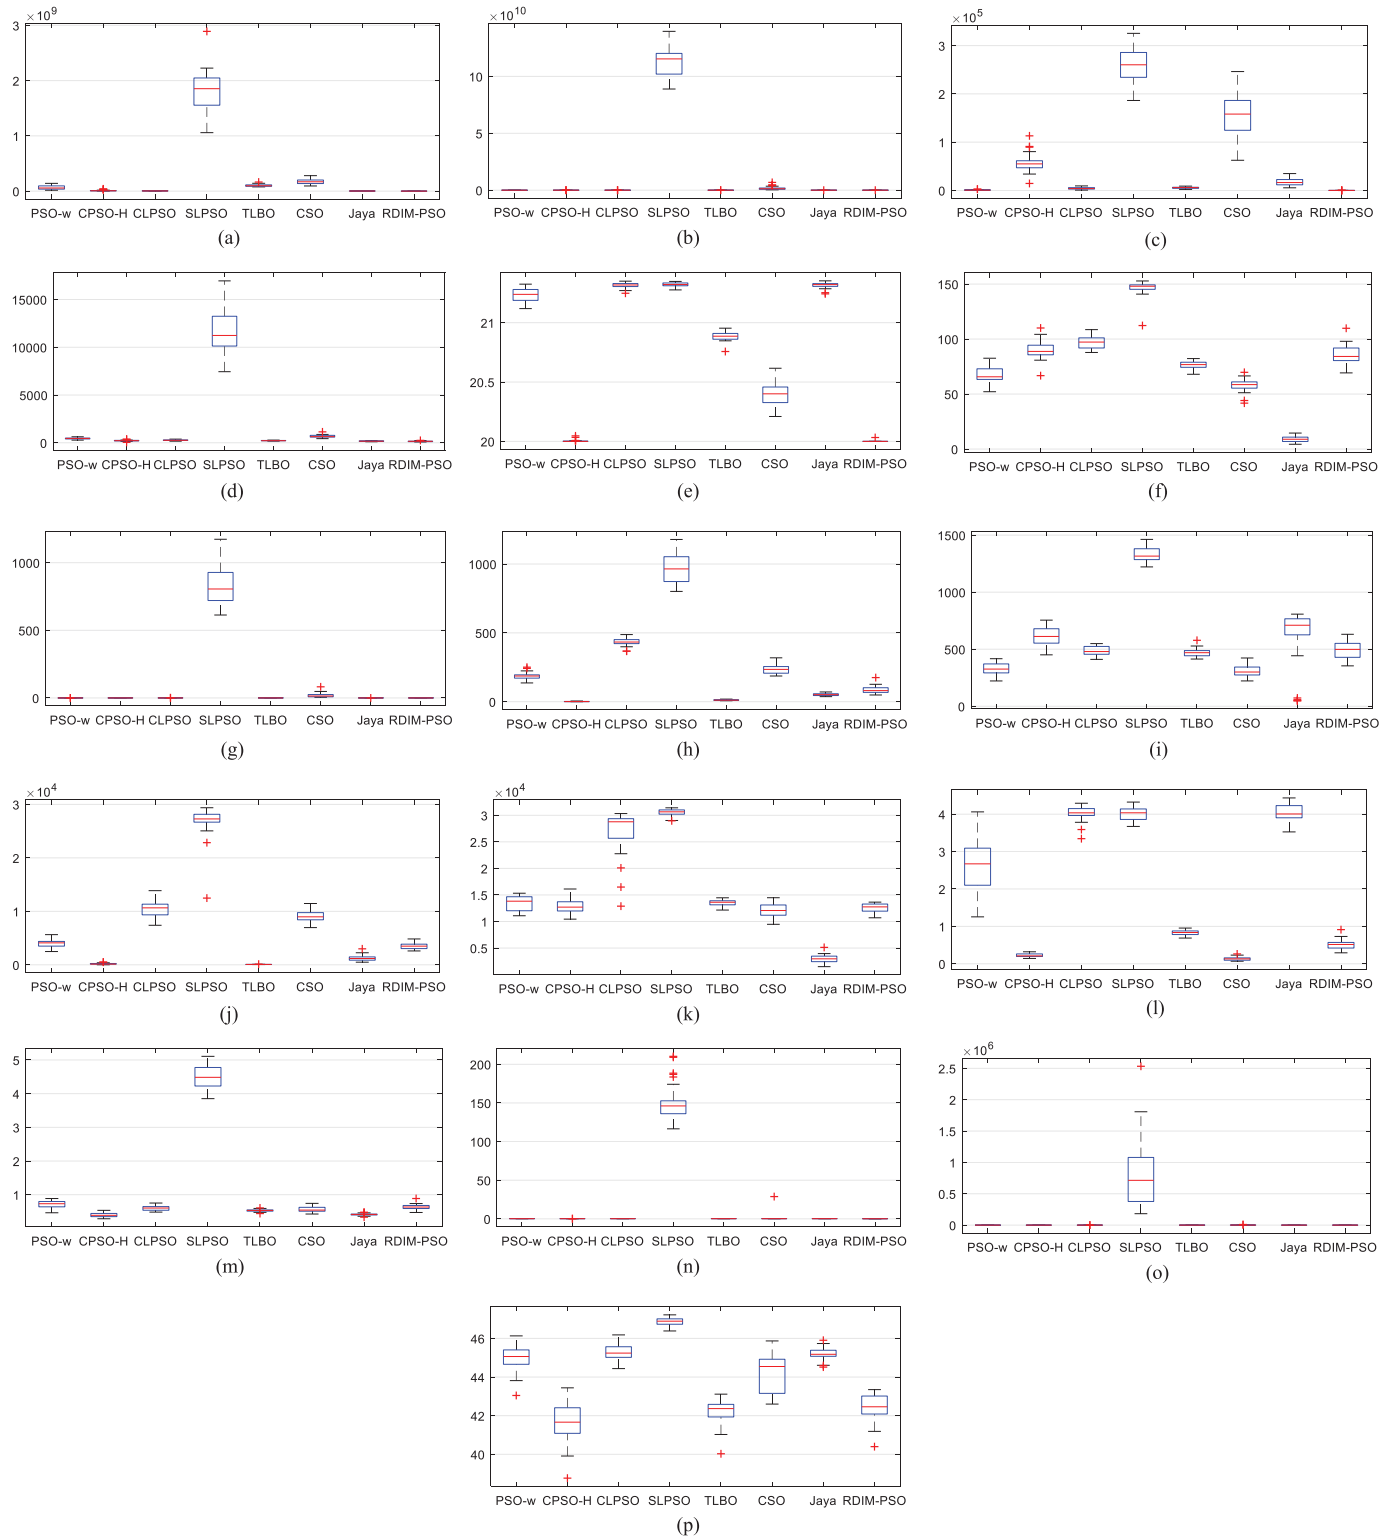 ×10^9
3
2
1
0
PSO-w CPSO-H CLPSO SLPSO TLBO CSO Jaya RDIM-PSO
(a)
×10^10
10
5
0
PSO-w CPSO-H CLPSO SLPSO TLBO CSO Jaya RDIM-PSO
(b)
×10^5
3
2
1
0
PSO-w CPSO-H CLPSO SLPSO TLBO CSO Jaya RDIM-PSO
(c)
15000
10000
5000
0
PSO-w CPSO-H CLPSO SLPSO TLBO CSO Jaya RDIM-PSO
(d)
21
20.5
20
PSO-w CPSO-H CLPSO SLPSO TLBO CSO Jaya RDIM-PSO
(e)
150
100
50
0
PSO-w CPSO-H CLPSO SLPSO TLBO CSO Jaya RDIM-PSO
(f)
1000
500
0
PSO-w CPSO-H CLPSO SLPSO TLBO CSO Jaya RDIM-PSO
(g)
1000
500
0
PSO-w CPSO-H CLPSO SLPSO TLBO CSO Jaya RDIM-PSO
(h)
1500
1000
500
0
PSO-w CPSO-H CLPSO SLPSO TLBO CSO Jaya RDIM-PSO
(i)
×10^4
3
2
1
0
PSO-w CPSO-H CLPSO SLPSO TLBO CSO Jaya RDIM-PSO
(j)
×10^4
3
2.5
2
1.5
1
0.5
PSO-w CPSO-H CLPSO SLPSO TLBO CSO Jaya RDIM-PSO
(k)
4
3
2
1
0
PSO-w CPSO-H CLPSO SLPSO TLBO CSO Jaya RDIM-PSO
(l)
5
4
3
2
1
PSO-w CPSO-H CLPSO SLPSO TLBO CSO Jaya RDIM-PSO
(m)
200
150
100
50
0
PSO-w CPSO-H CLPSO SLPSO TLBO CSO Jaya RDIM-PSO
(n)
×10^6
2.5
2
1.5
1
0.5
0
PSO-w CPSO-H CLPSO SLPSO TLBO CSO Jaya RDIM-PSO
(o)
46
44
42
40
PSO-w CPSO-H CLPSO SLPSO TLBO CSO Jaya RDIM-PSO
(p)